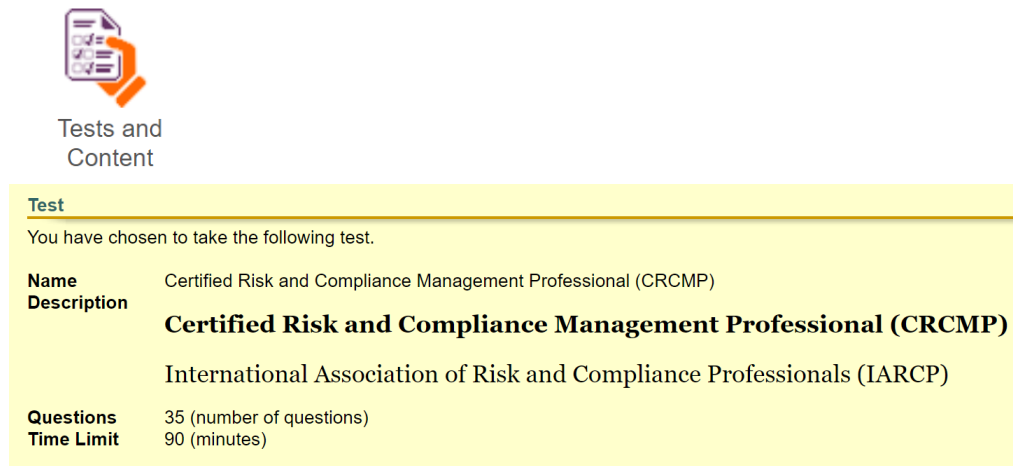 Tests and
Content
Test
You have chosen to take the following test.
Name Certified Risk and Compliance Management Professional (CRCMP)
Description
Certified Risk and Compliance Management Professional (CRCMP)
International Association of Risk and Compliance Professionals (IARCP)
Questions 35 (number of questions)
Time Limit 90 (minutes)